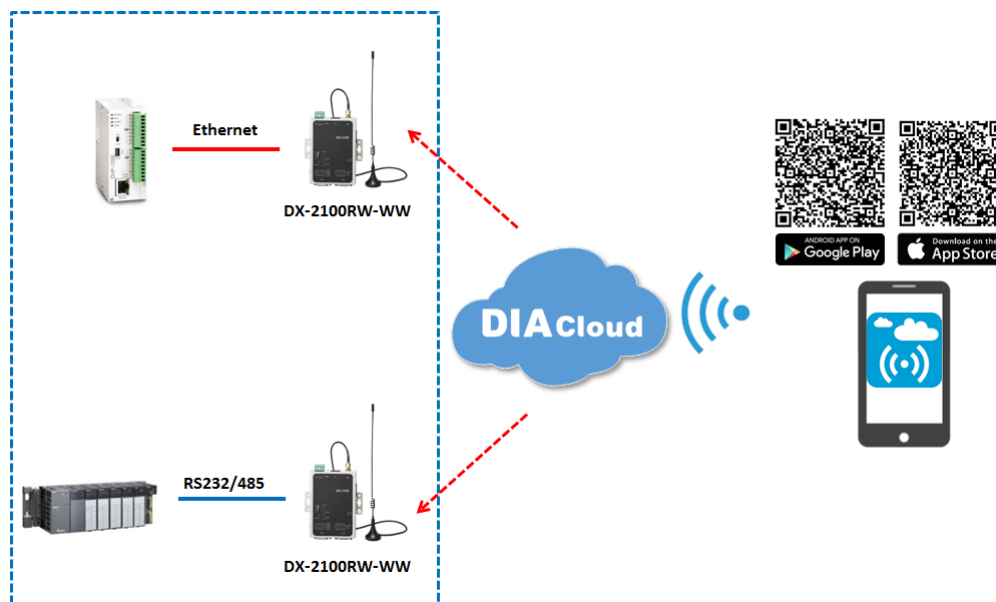 Ethernet
DX-2100RW-WW
ANDROID APP ON
Google Play
Download on the
App Store
DIACloud
RS232/485
DX-2100RW-WW